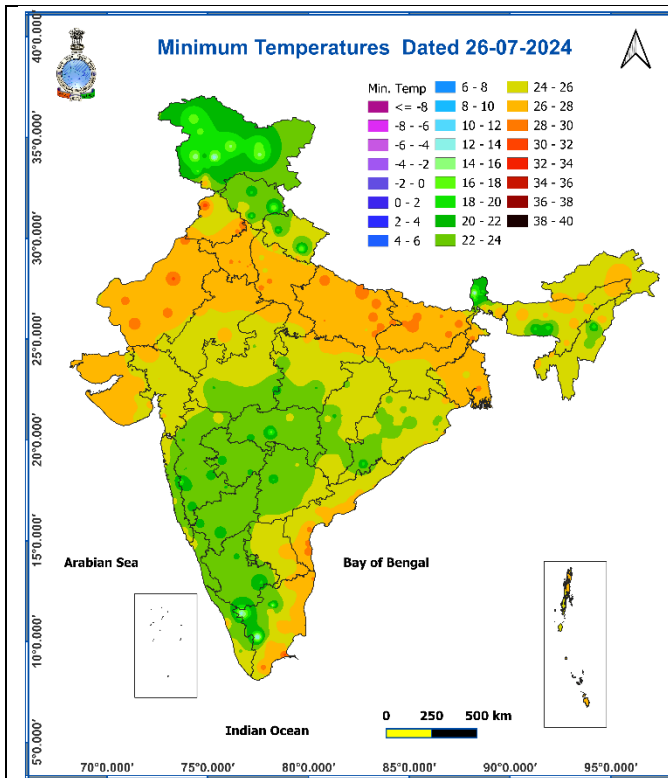 Minimum Temperatures Dated 26-07-2024
Min. Temp
<= -8
-8 - -6
-6 - -4
-4 - -2
-2 - 0
0 - 2
2 - 4
4 - 6
6 - 8
8 - 10
10 - 12
12 - 14
14 - 16
16 - 18
18 - 20
20 - 22
22 - 24
24 - 26
26 - 28
28 - 30
30 - 32
32 - 34
34 - 36
36 - 38
38 - 40
40°0.000'
35°0.000'
30°0.000'
25°0.000'
20°0.000'
15°0.000'
10°0.000'
5°0.000'
Arabian Sea
Bay of Bengal
Indian Ocean
0 250 500 km
70°0.000' 75°0.000' 80°0.000' 85°0.000' 90°0.000' 95°0.000'